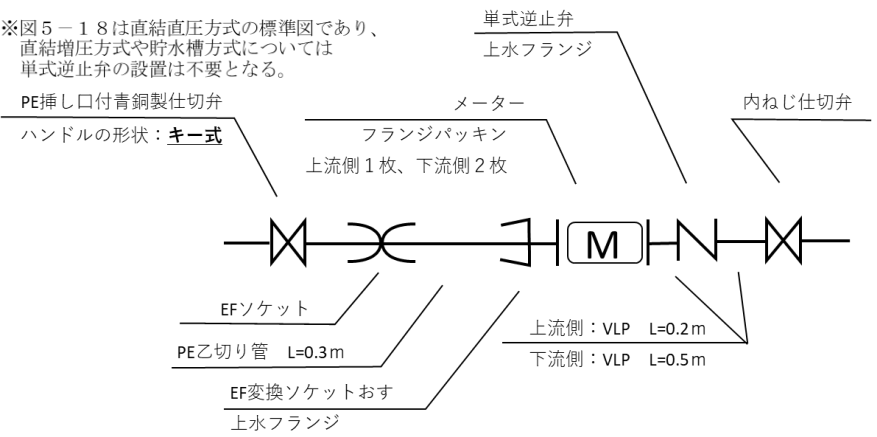 ※図５－１８は直結直圧方式の標準図であり、
直結増圧方式や貯水槽方式については
単式逆止弁の設置は不要となる。
単式逆止弁
上水フランジ
PE挿し口付青銅製仕切弁
ハンドルの形状：キー式
メーター
フランジパッキン
上流側１枚、下流側２枚
内ねじ仕切弁
M
EFソケット
PE乙切り管　L=0.3ｍ
EF変換ソケットおす
上水フランジ
上流側：VLP　L=0.2ｍ
下流側：VLP　L=0.5ｍ